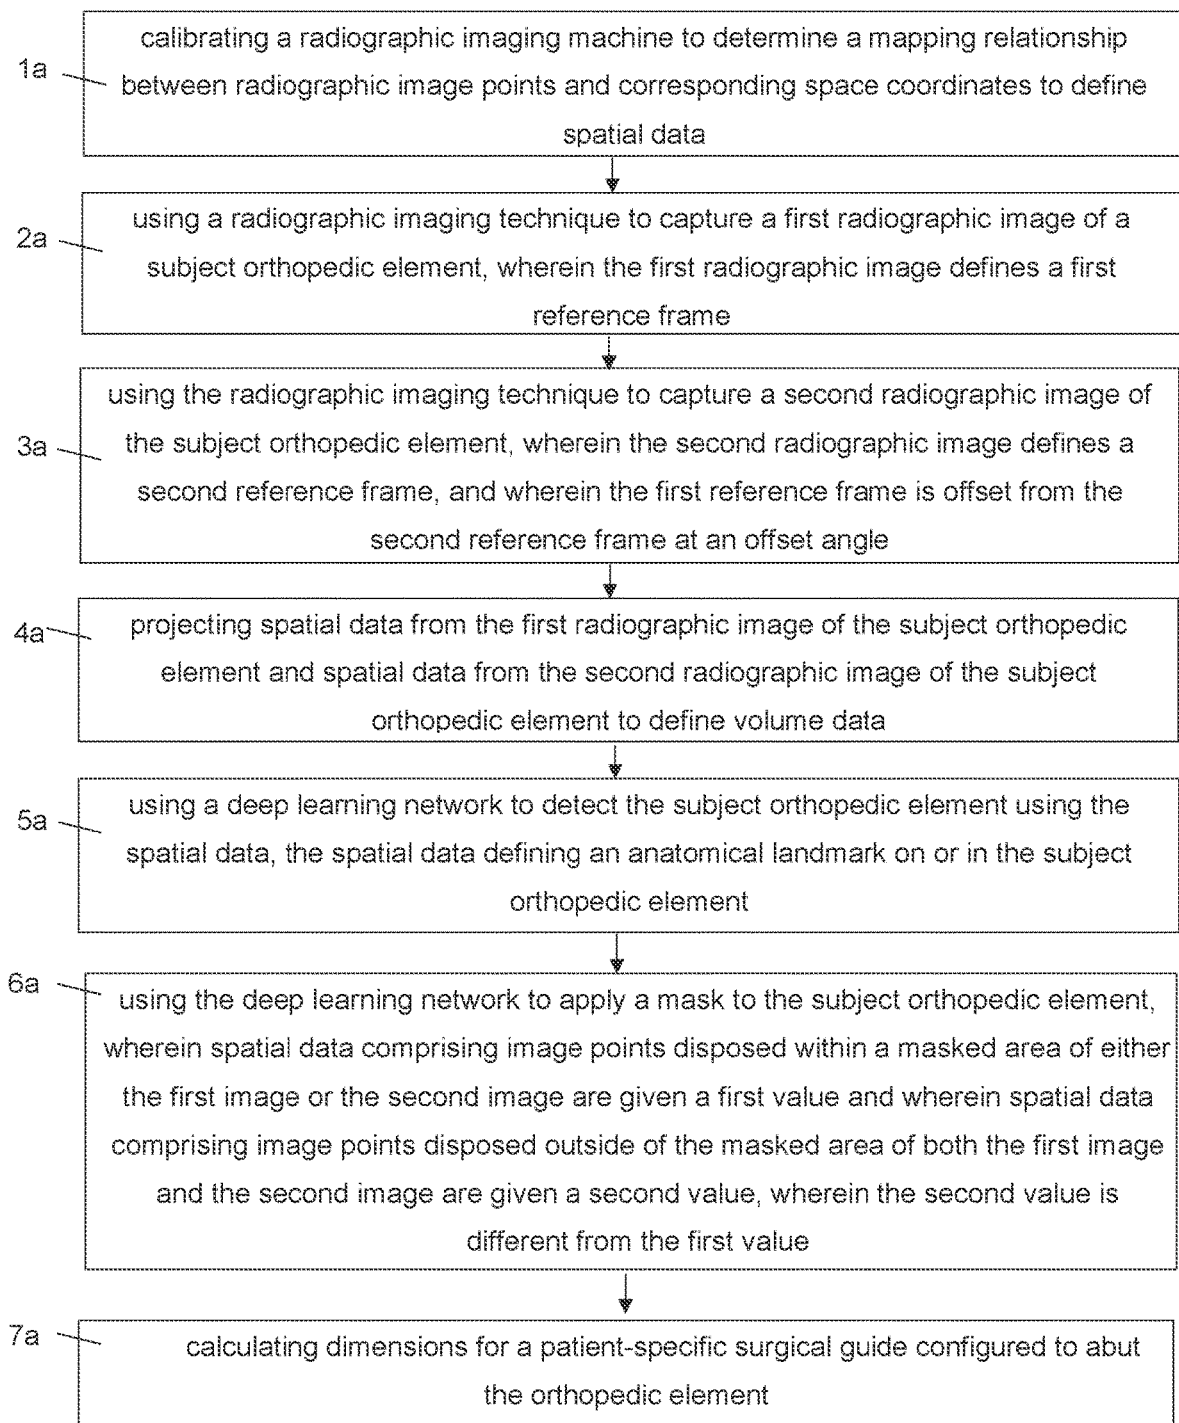 1a
calibrating a radiographic imaging machine to determine a mapping relationship
between radiographic image points and corresponding space coordinates to define
spatial data
2a
using a radiographic imaging technique to capture a first radiographic image of a
subject orthopedic element, wherein the first radiographic image defines a first
reference frame
3a
using the radiographic imaging technique to capture a second radiographic image of
the subject orthopedic element, wherein the second radiographic image defines a
second reference frame, and wherein the first reference frame is offset from the
second reference frame at an offset angle
4a
projecting spatial data from the first radiographic image of the subject orthopedic
element and spatial data from the second radiographic image of the subject
orthopedic element to define volume data
5a
using a deep learning network to detect the subject orthopedic element using the
spatial data, the spatial data defining an anatomical landmark on or in the subject
orthopedic element
6a
using the deep learning network to apply a mask to the subject orthopedic element,
wherein spatial data comprising image points disposed within a masked area of either
the first image or the second image are given a first value and wherein spatial data
comprising image points disposed outside of the masked area of both the first image
and the second image are given a second value, wherein the second value is
different from the first value
7a
calculating dimensions for a patient-specific surgical guide configured to abut
the orthopedic element